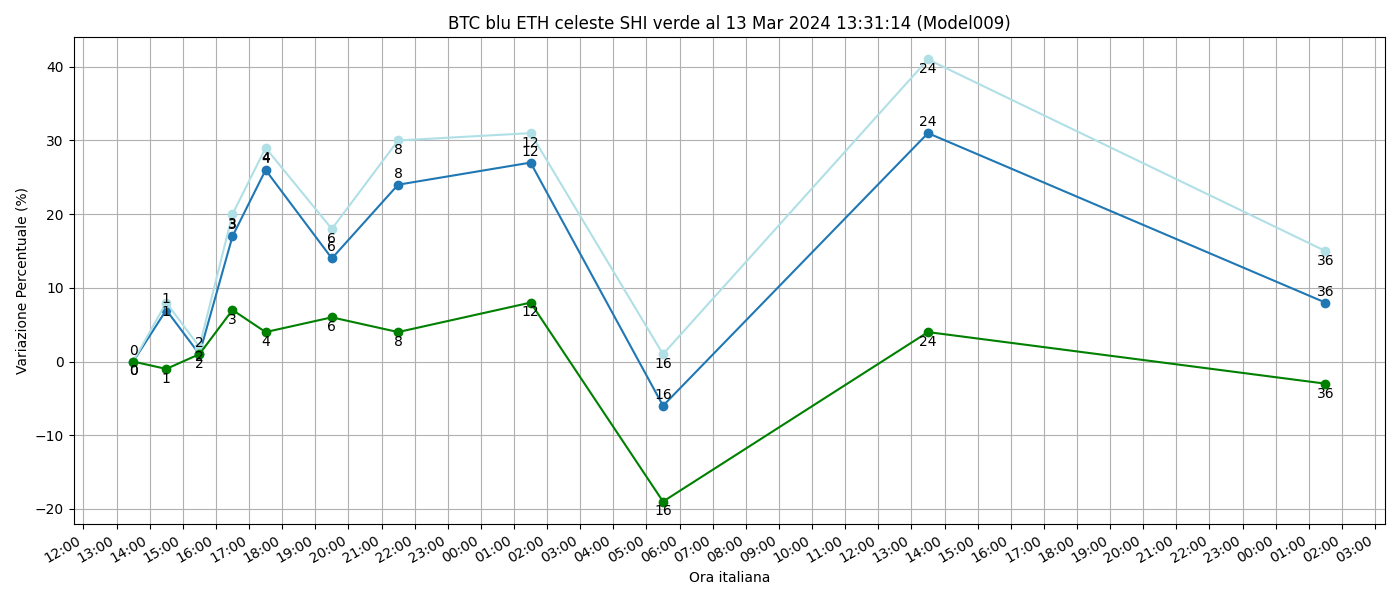 BTC blu ETH celeste SHI verde al 13 Mar 2024 13:31:14 (Model009)
Variazione Percentuale (%)
40
30
20
10
0
−10
−20
0 1 2 3 4 6 8 12 16 24 36
0 1 2 3 4 6 8 12 16 24 36
0 1 2 3 4 6 8 12 16 24 36
12:00 13:00 14:00 15:00 16:00 17:00 18:00 19:00 20:00 21:00 22:00 23:00 00:00 01:00 02:00 03:00 04:00 05:00 06:00 07:00 08:00 09:00 10:00 11:00 12:00 13:00 14:00 15:00 16:00 17:00 18:00 19:00 20:00 21:00 22:00 23:00 00:00 01:00 02:00 03:00
Ora italiana